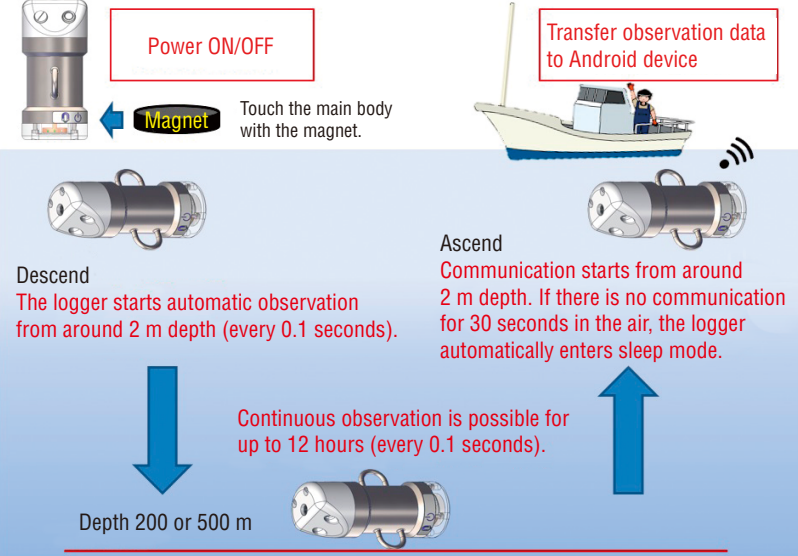 Power ON/OFF
Magnet
Touch the main body
with the magnet.
Transfer observation data
to Android device
Descend
The logger starts automatic observation
from around 2 m depth (every 0.1 seconds).
Ascend
Communication starts from around
2 m depth. If there is no communication
for 30 seconds in the air, the logger
automatically enters sleep mode.
Continuous observation is possible for
up to 12 hours (every 0.1 seconds).
Depth 200 or 500 m